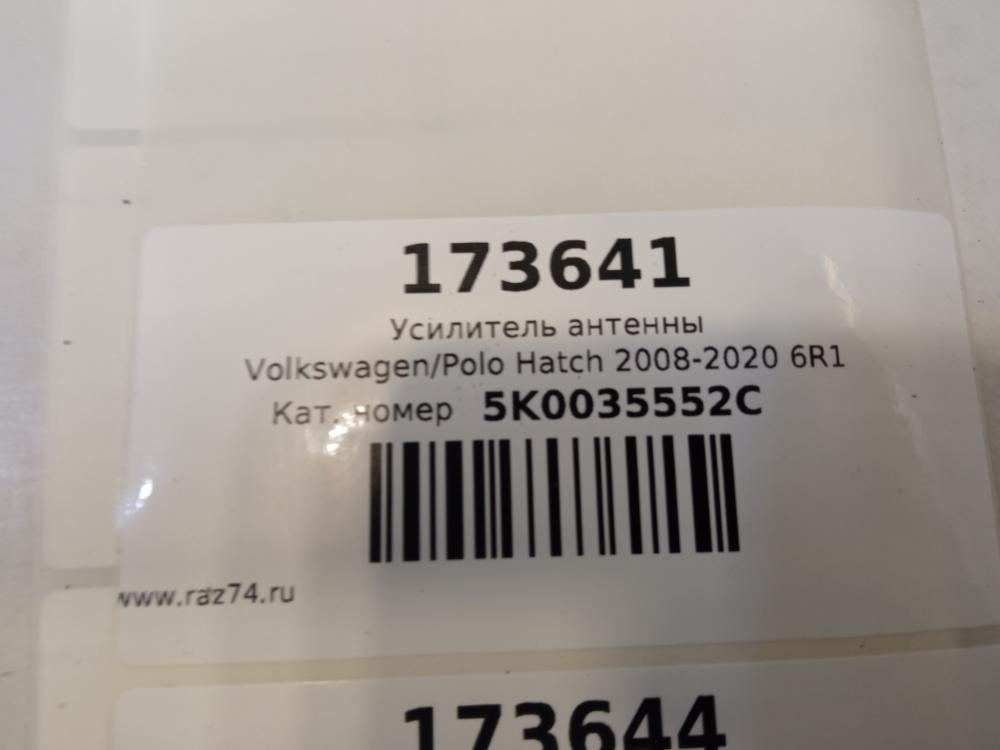 173641
Усилитель антенны
Volkswagen/Polo Hatch 2008-2020 6R1
Кат. номер 5K0035552C
www.raz74.ru
173644